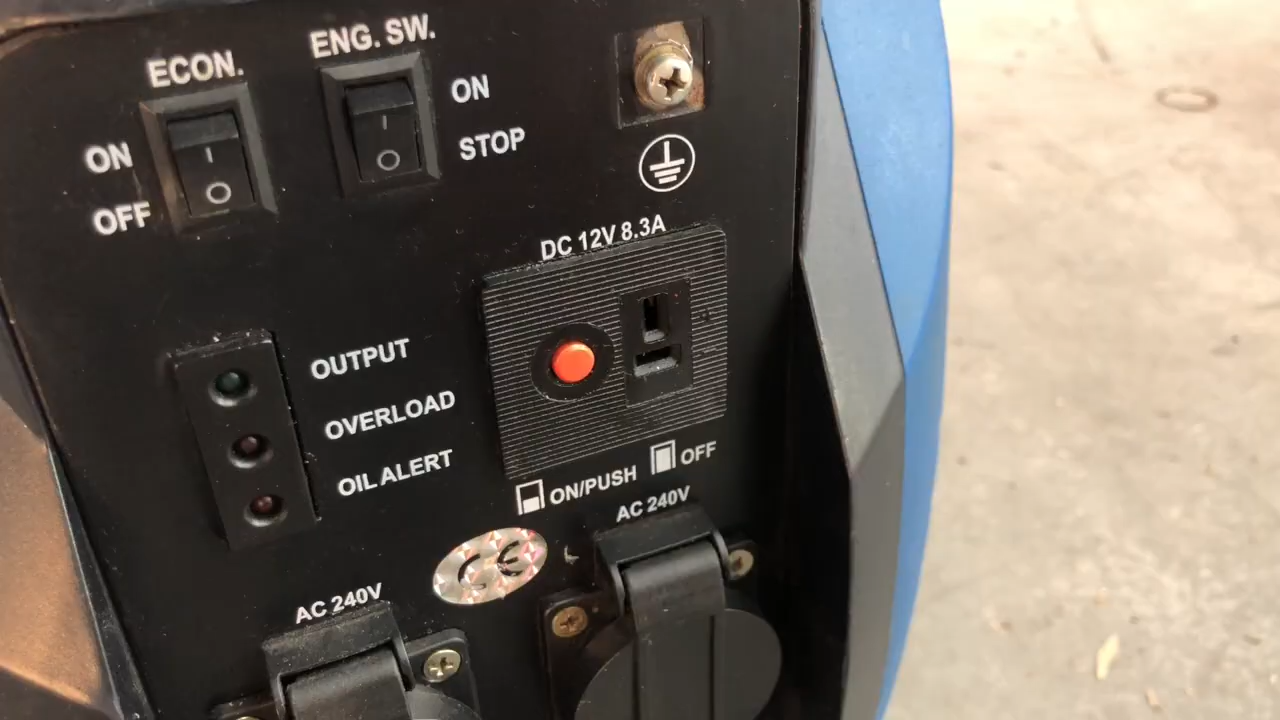 ECON.
ON
OFF
ENG. SW.
ON
STOP
DC 12V 8.3A
OUTPUT
OVERLOAD
OIL ALERT
ON/PUSH
OFF
CE
AC 240V
AC 240V